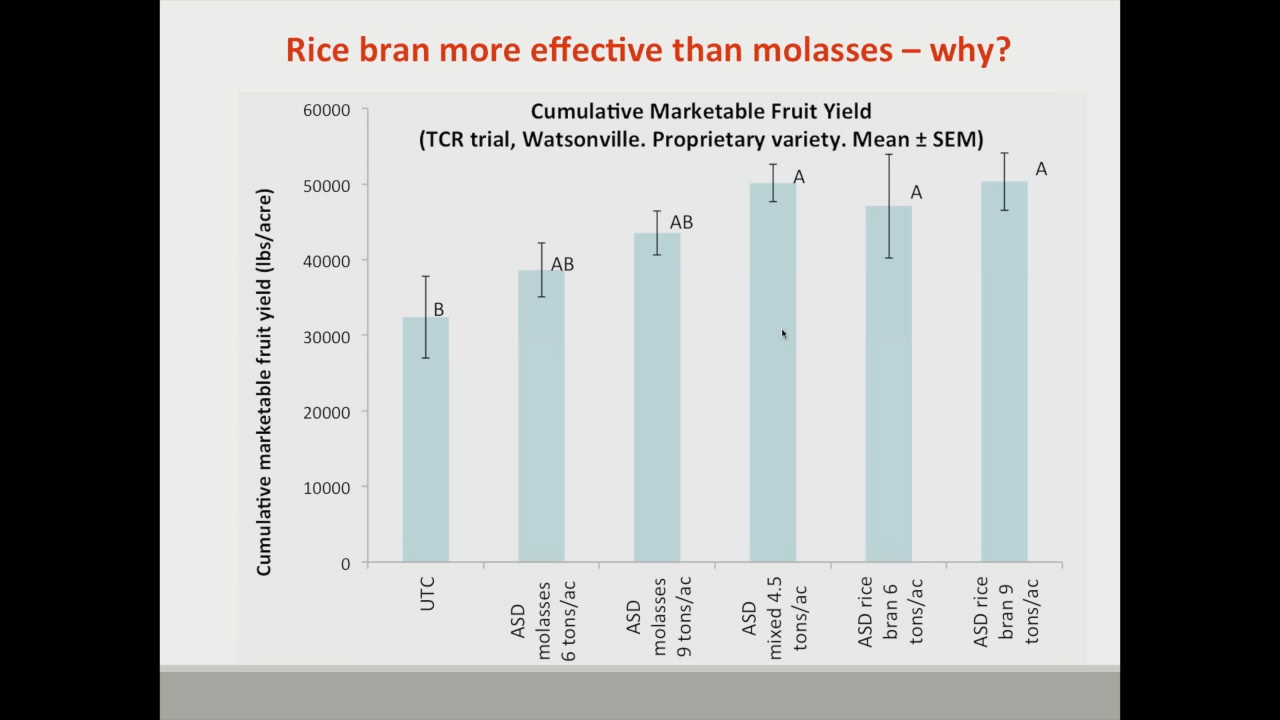 Rice bran more effective than molasses – why?
Cumulative Marketable Fruit Yield
(TCR trial, Watsonville. Proprietary variety. Mean ± SEM)
Cumulative marketable fruit yield (lbs/acre)
60000
50000
40000
30000
20000
10000
0
B
AB
AB
A
A
A
UTC
ASD
molasses
6 tons/ac
ASD
molasses
9 tons/ac
ASD
mixed 4.5
tons/ac
ASD rice
bran 6
tons/ac
ASD rice
bran 9
tons/ac